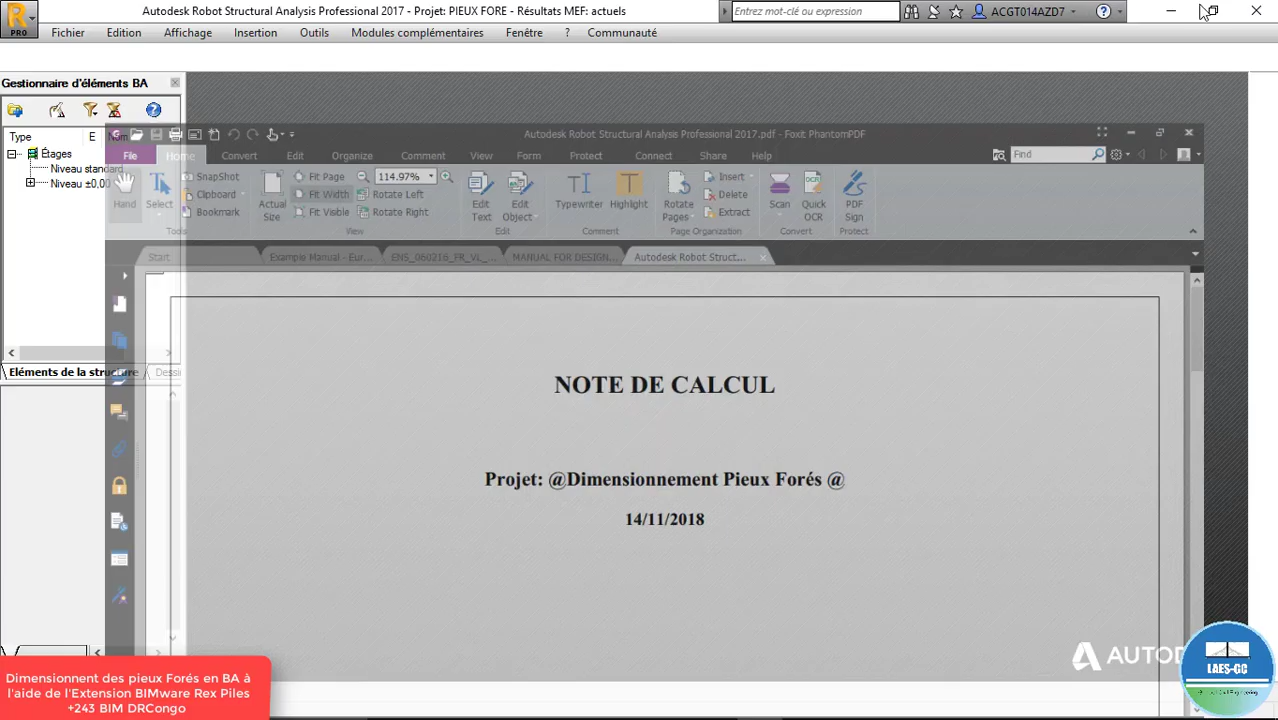 Autodesk Robot Structural Analysis Professional 2017 - Projet: PIEUX FORE - Résultats MEF: actuels
Entrez mot-clé ou expression
ACGT014AZD7
PRO
Fichier Edition Affichage Insertion Outils Modules complémentaires Fenêtre ? Communauté
Gestionnaire d'éléments BA
Type E Nom
Étages
Niveau standard
Niveau ±0,00
Eléments de la structure
Dessi
Autodesk Robot Structural Analysis Professional 2017.pdf - Foxit PhantomPDF
File Home Convert Edit Organize Comment View Form Protect Connect Share Help
Find
Hand
Select
SnapShot
Clipboard
Bookmark
Tools
Actual
Size
Fit Page
Fit Width
Fit Visible
114.97%
Rotate Left
Rotate Right
View
Edit
Text
Edit
Object
Edit
Typewriter
Highlight
Comment
Rotate
Pages
Insert
Delete
Extract
Page Organization
Scan
Quick
OCR
Convert
PDF
Sign
Protect
Start
Example Manual - Eur...
EN5_060216_FR_VL_...
MANUAL FOR DESIGN...
Autodesk Robot Struct...
NOTE DE CALCUL
Projet: @Dimensionnement Pieux Forés @
14/11/2018
AUTOD
LAES-GC
Dimensionnent des pieux Forés en BA à
l'aide de l'Extension BIMware Rex Piles
+243 BIM DRCongo